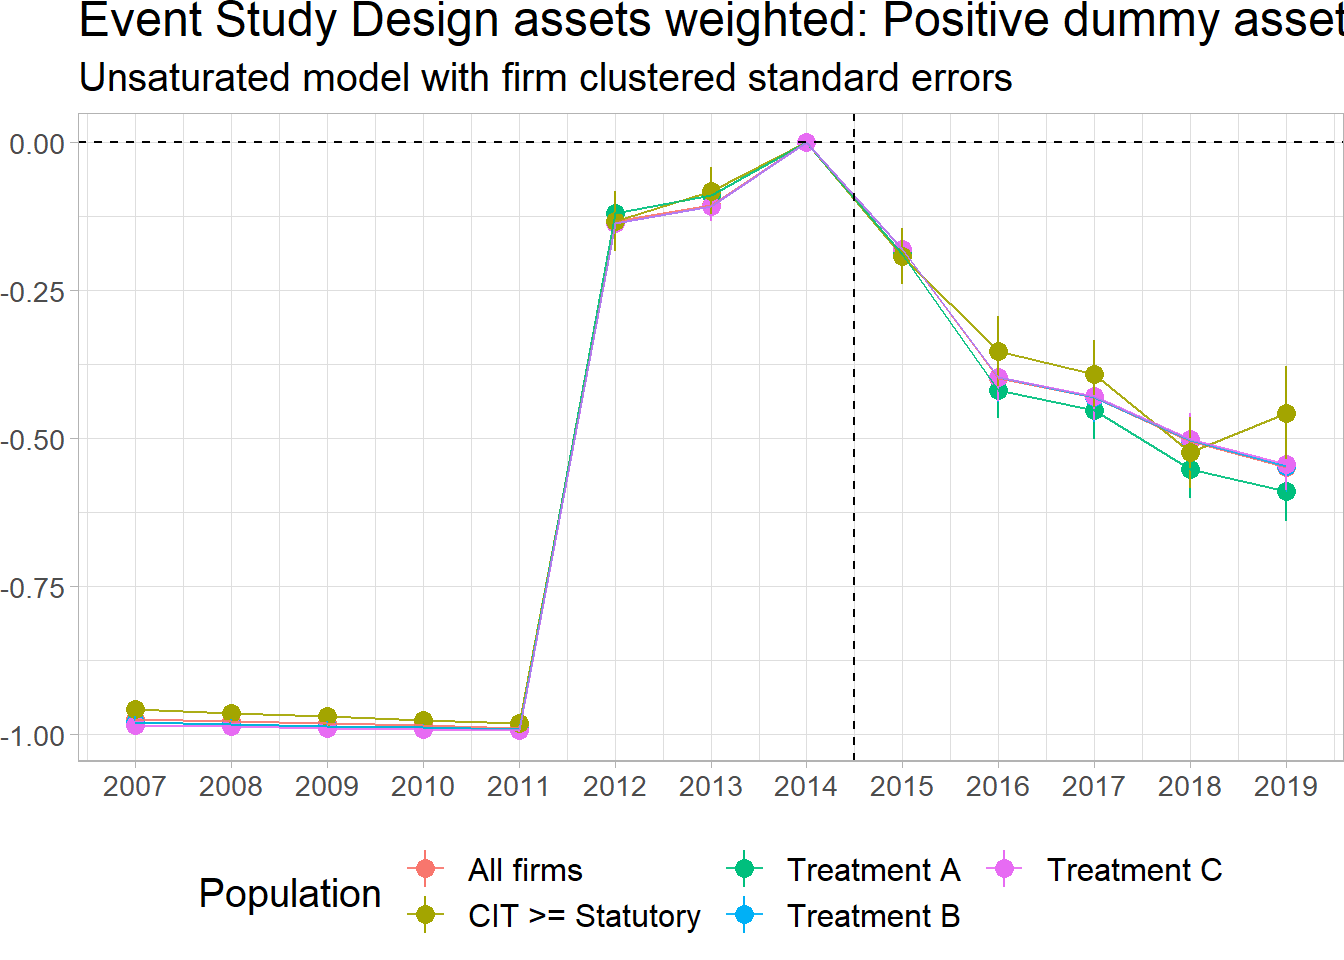 Event Study Design assets weighted: Positive dummy asset
Unsaturated model with firm clustered standard errors
0.00
-0.25
-0.50
-0.75
-1.00
2007 2008 2009 2010 2011 2012 2013 2014 2015 2016 2017 2018 2019
Population
All firms
CIT >= Statutory
Treatment A
Treatment B
Treatment C